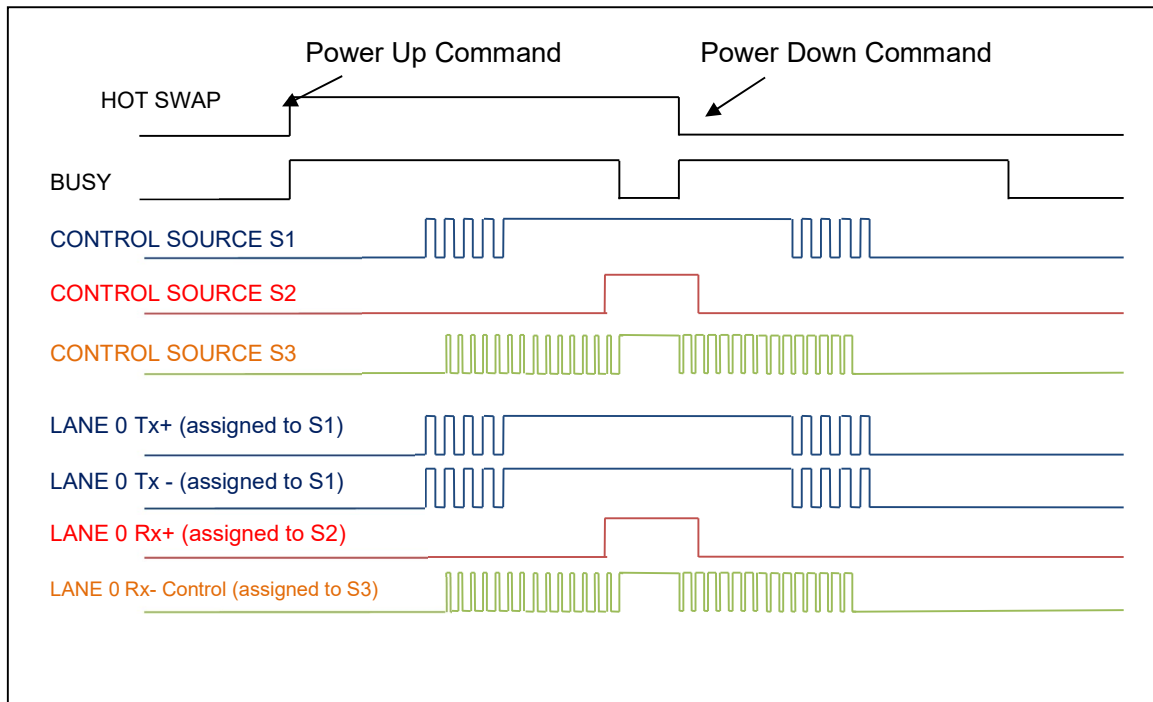 Power Up Command
Power Down Command
HOT SWAP
BUSY
CONTROL SOURCE S1
CONTROL SOURCE S2
CONTROL SOURCE S3
LANE 0 Tx+ (assigned to S1)
LANE 0 Tx - (assigned to S1)
LANE 0 Rx+ (assigned to S2)
LANE 0 Rx- Control (assigned to S3)